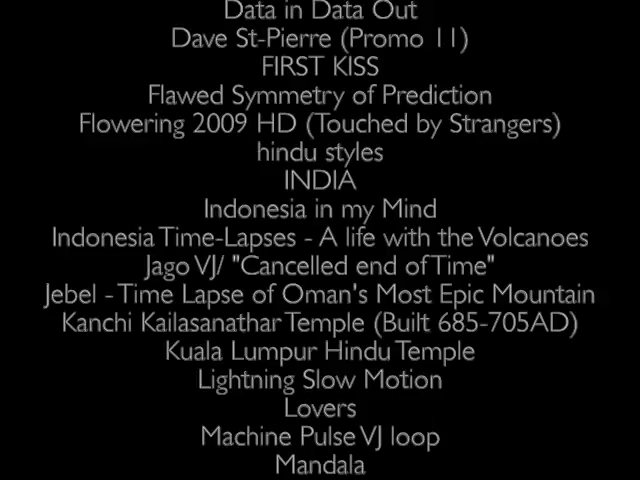 Data in Data Out
Dave St-Pierre (Promo 11)
FIRST KISS
Flawed Symmetry of Prediction
Flowering 2009 HD (Touched by Strangers)
hindu styles
INDIA
Indonesia in my Mind
Indonesia Time-Lapses - A life with the Volcanoes
Jago VJ/ "Cancelled end of Time"
Jebel - Time Lapse of Oman's Most Epic Mountain
Kanchi Kailasanathar Temple (Built 685-705AD)
Kuala Lumpur Hindu Temple
Lightning Slow Motion
Lovers
Machine Pulse VJ loop
Mandala